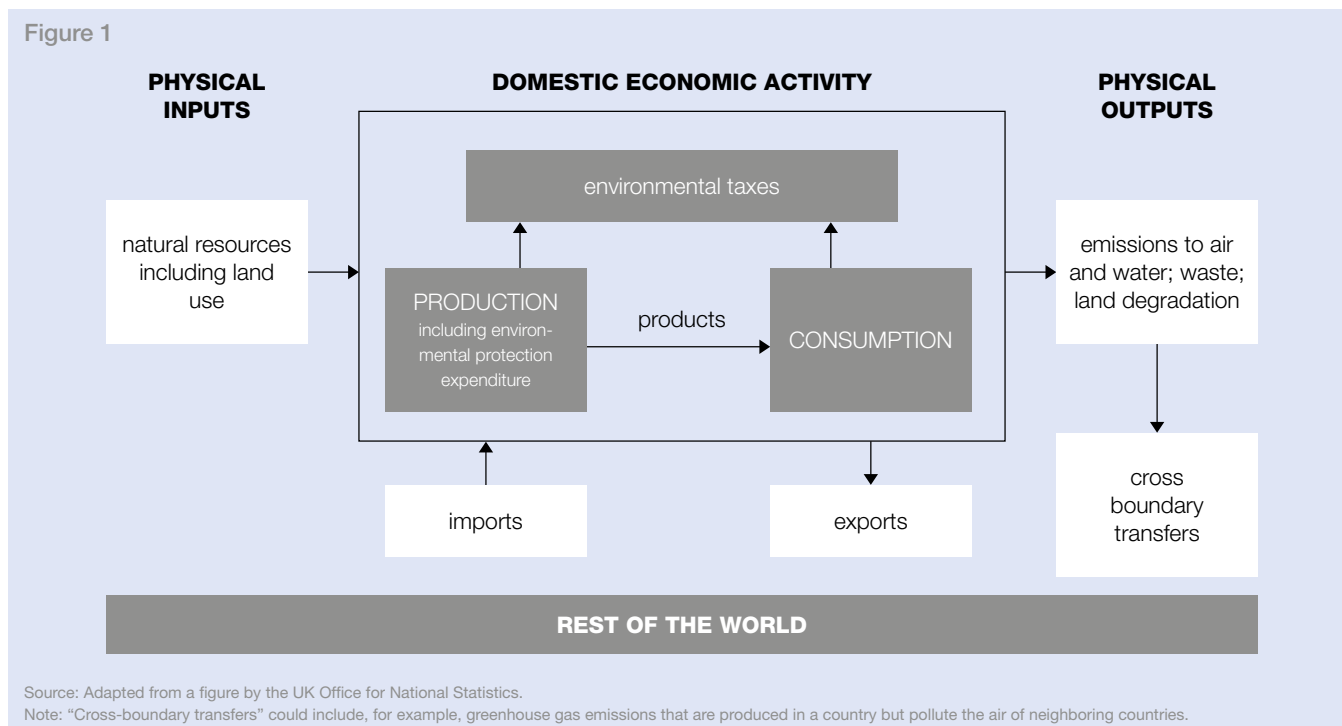 Figure 1
PHYSICAL
INPUTS
DOMESTIC ECONOMIC ACTIVITY
PHYSICAL
OUTPUTS
environmental taxes
natural resources
including land
use
PRODUCTION
including environ-
mental protection
expenditure
products
CONSUMPTION
emissions to air
and water; waste;
land degradation
imports
exports
cross
boundary
transfers
REST OF THE WORLD
Source: Adapted from a figure by the UK Office for National Statistics.
Note: “Cross-boundary transfers” could include, for example, greenhouse gas emissions that are produced in a country but pollute the air of neighboring countries.